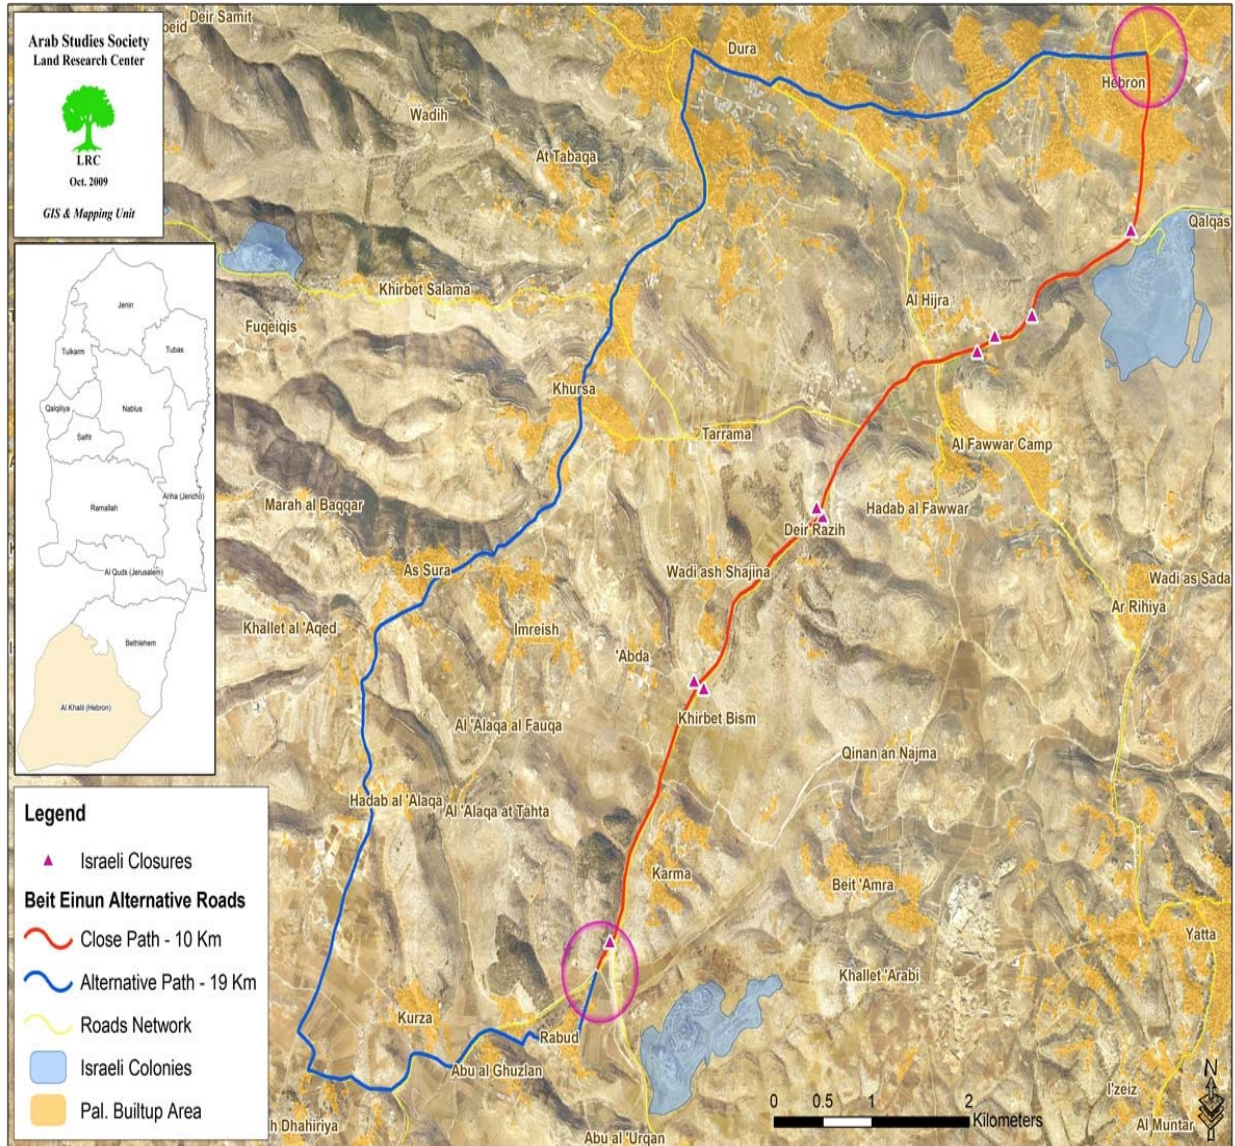 Arab Studies Society
Land Research Center
LRC
Oct. 2009
GIS & Mapping Unit
Jenin
Tulkarm
Tubas
Qalqiliya
Nablus
Salfit
Ramallah
Ariha (Jericho)
Al Quds (Jerusalem)
Bethlehem
Al Khalil (Hebron)
Legend
Israeli Closures
Beit Einun Alternative Roads
Close Path - 10 Km
Alternative Path - 19 Km
Roads Network
Israeli Colonies
Pal. Builtup Area
Deir Samit
beid
Dura
Hebron
Wadih
At Tabaqa
Qalqas
Khirbet Salama
Al Hijra
Fuqeiqis
Khursa
Tarrama
Al Fawwar Camp
Marah al Baqqar
Hadab al Fawwar
Deir Razih
As Sura
Wadi ash Shajina
Wadi as Sada
Ar Rihiya
Khallet al 'Aqed
Imreish
'Abda
Al 'Alaqa al Fauqa
Khirbet Bism
Qinan an Najma
Hadab al 'Alaqa
Al 'Alaqa at Tahta
Karma
Beit 'Amra
Yatta
Khallet 'Arabi
Kurza
Rabud
Abu al Ghuzlan
I'zeiz
h Dhahiriya
Abu al 'Urqan
Al Muntar
N
0 0.5 1 2
Kilometers